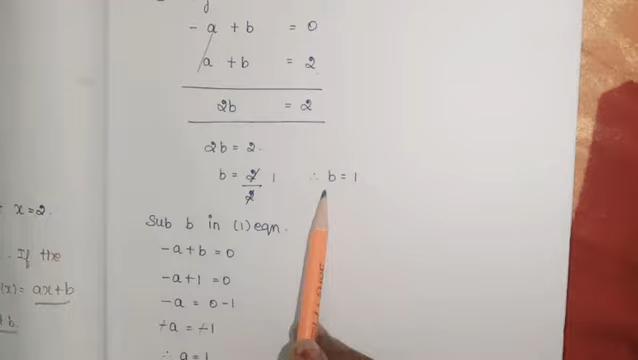 x=2.
. If the
(x) = ax+b
+b.
- a + b = 0
a + b = 2
2b = 2
2b = 2.
b = 2/2 1 ∴ b = 1
Sub b in (1) eqn.
-a + b = 0
-a + 1 = 0
-a = 0 - 1
-a = -1
∴ a = 1